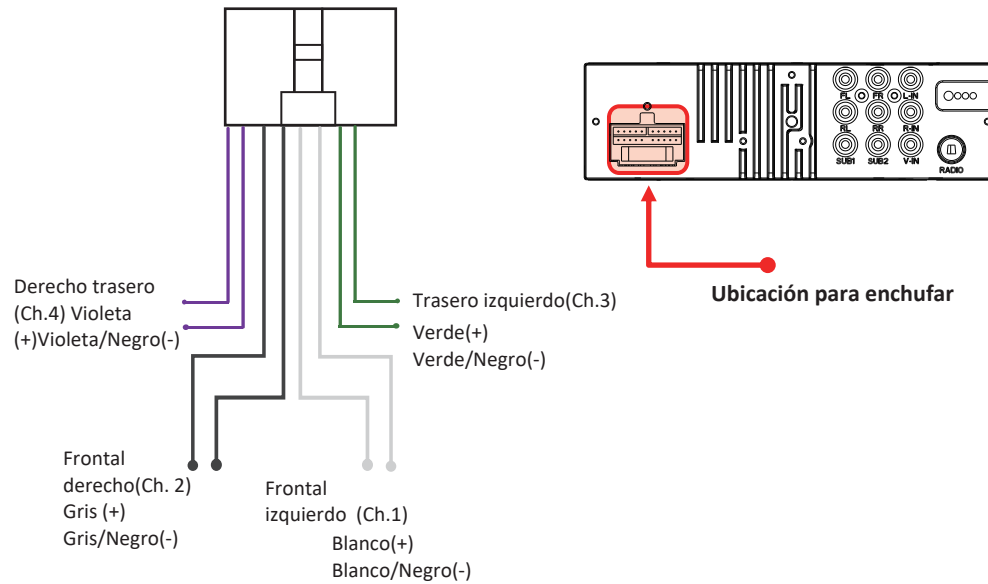 FL
FR
L-IN
RL
RR
R-IN
SUB1
SUB2
V-IN
RADIO
Ubicación para enchufar
Derecho trasero
(Ch.4) Violeta
(+)Violeta/Negro(-)
Trasero izquierdo(Ch.3)
Verde(+)
Verde/Negro(-)
Frontal
derecho(Ch. 2)
Gris (+)
Gris/Negro(-)
Frontal
izquierdo (Ch.1)
Blanco(+)
Blanco/Negro(-)